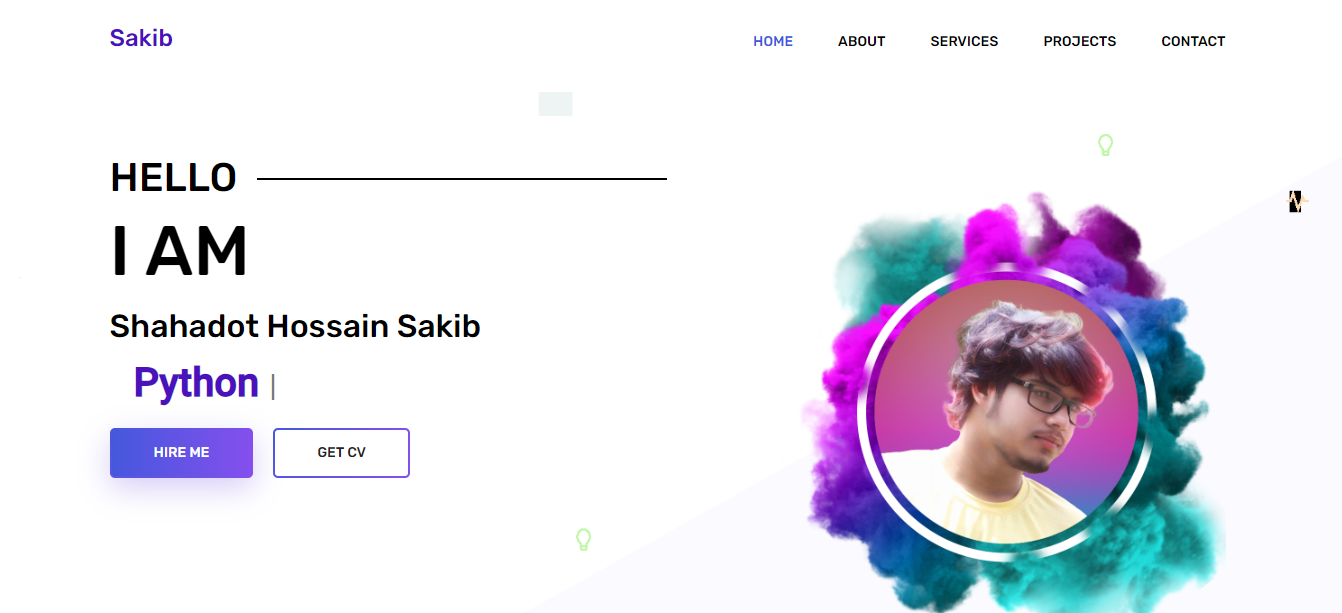 Sakib
HOME ABOUT SERVICES PROJECTS CONTACT
HELLO
I AM
Shahadot Hossain Sakib
Python |
HIRE ME GET CV